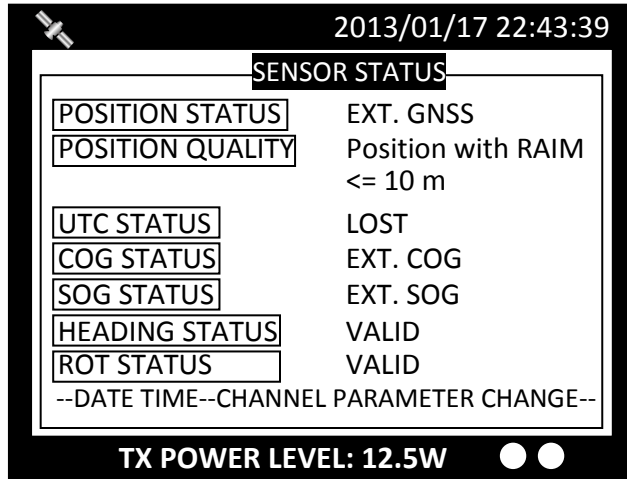 2013/01/17 22:43:39
SENSOR STATUS
POSITION STATUS EXT. GNSS
POSITION QUALITY Position with RAIM
<= 10 m
UTC STATUS LOST
COG STATUS EXT. COG
SOG STATUS EXT. SOG
HEADING STATUS VALID
ROT STATUS VALID
--DATE TIME--CHANNEL PARAMETER CHANGE--
TX POWER LEVEL: 12.5W